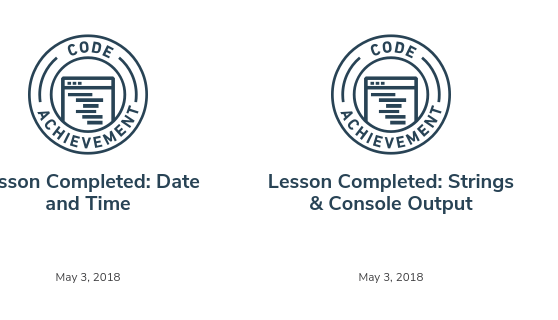 CODE
ACHIEVEMENT
sson Completed: Date
and Time
May 3, 2018
CODE
ACHIEVEMENT
Lesson Completed: Strings
& Console Output
May 3, 2018